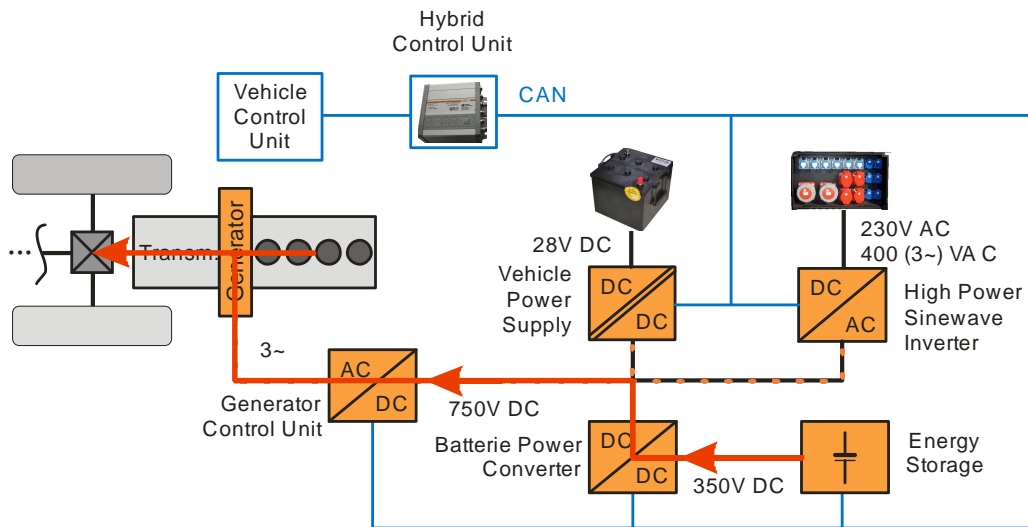 Hybrid
Control Unit
Vehicle
Control
Unit
CAN
28V DC
230V AC
400 (3~) VA C
Transm.
Generator
...
DC
DC
Vehicle
Power
Supply
DC
AC
High Power
Sinewave
Inverter
3~
AC
DC
Generator
Control Unit
750V DC
Batterie Power
Converter
DC
DC
350V DC
Energy
Storage